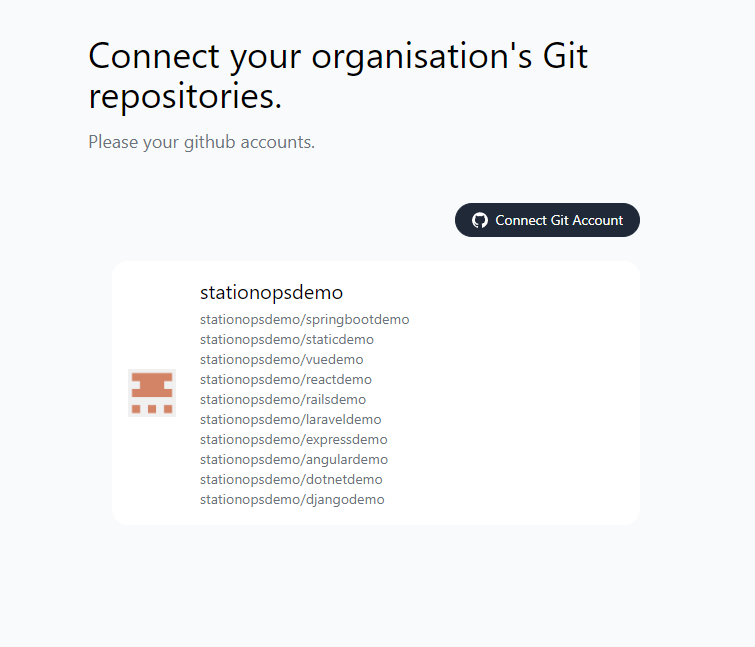 Connect your organisation's Git
repositories.
Please your github accounts.
Connect Git Account
stationopsdemo
stationopsdemo/springbootdemo
stationopsdemo/staticdemo
stationopsdemo/vuedemo
stationopsdemo/reactdemo
stationopsdemo/railsdemo
stationopsdemo/laraveldemo
stationopsdemo/expressdemo
stationopsdemo/angulardemo
stationopsdemo/dotnetdemo
stationopsdemo/djangodemo